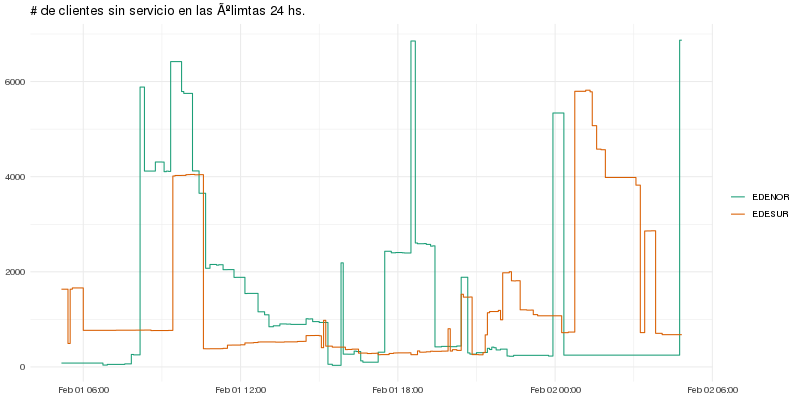 # de clientes sin servicio en las Ãºlimtas 24 hs.
6000
4000
2000
0
Feb 01 06:00
Feb 01 12:00
Feb 01 18:00
Feb 02 00:00
Feb 02 06:00
EDENOR
EDESUR